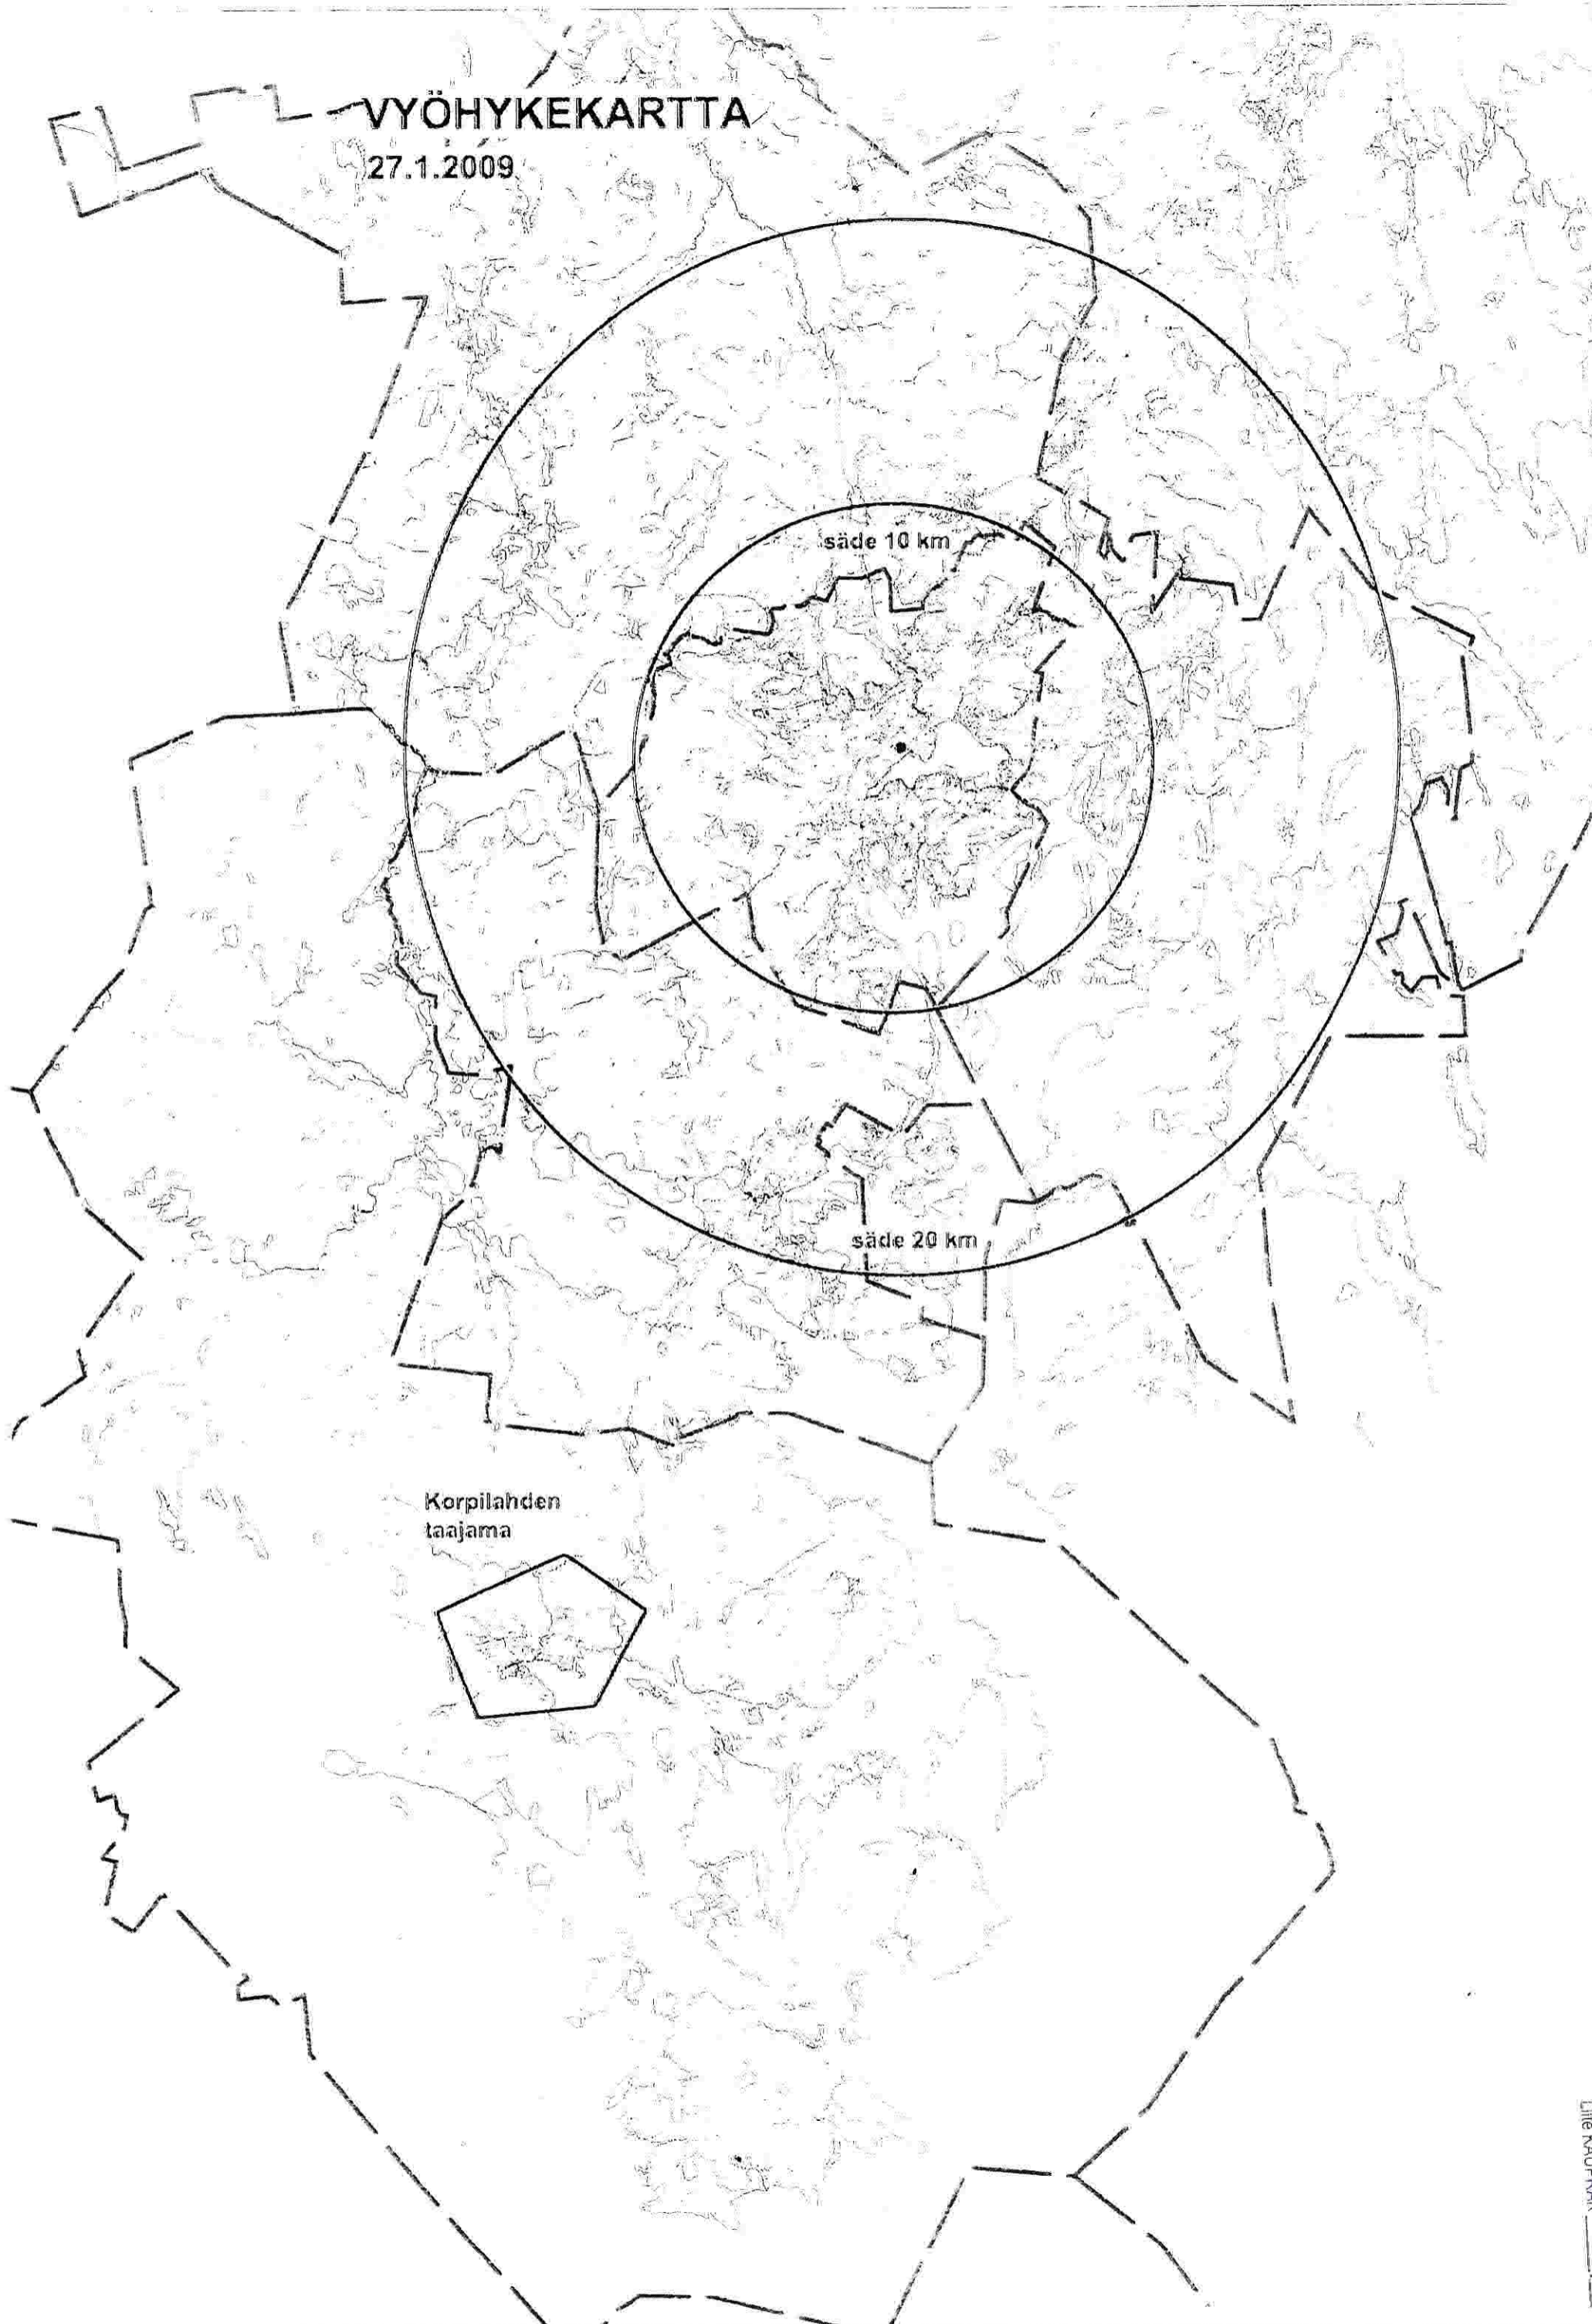 VYÖHYKEKARTTA
27.1.2009
säde 10 km
säde 20 km
Korpilahden
taajama